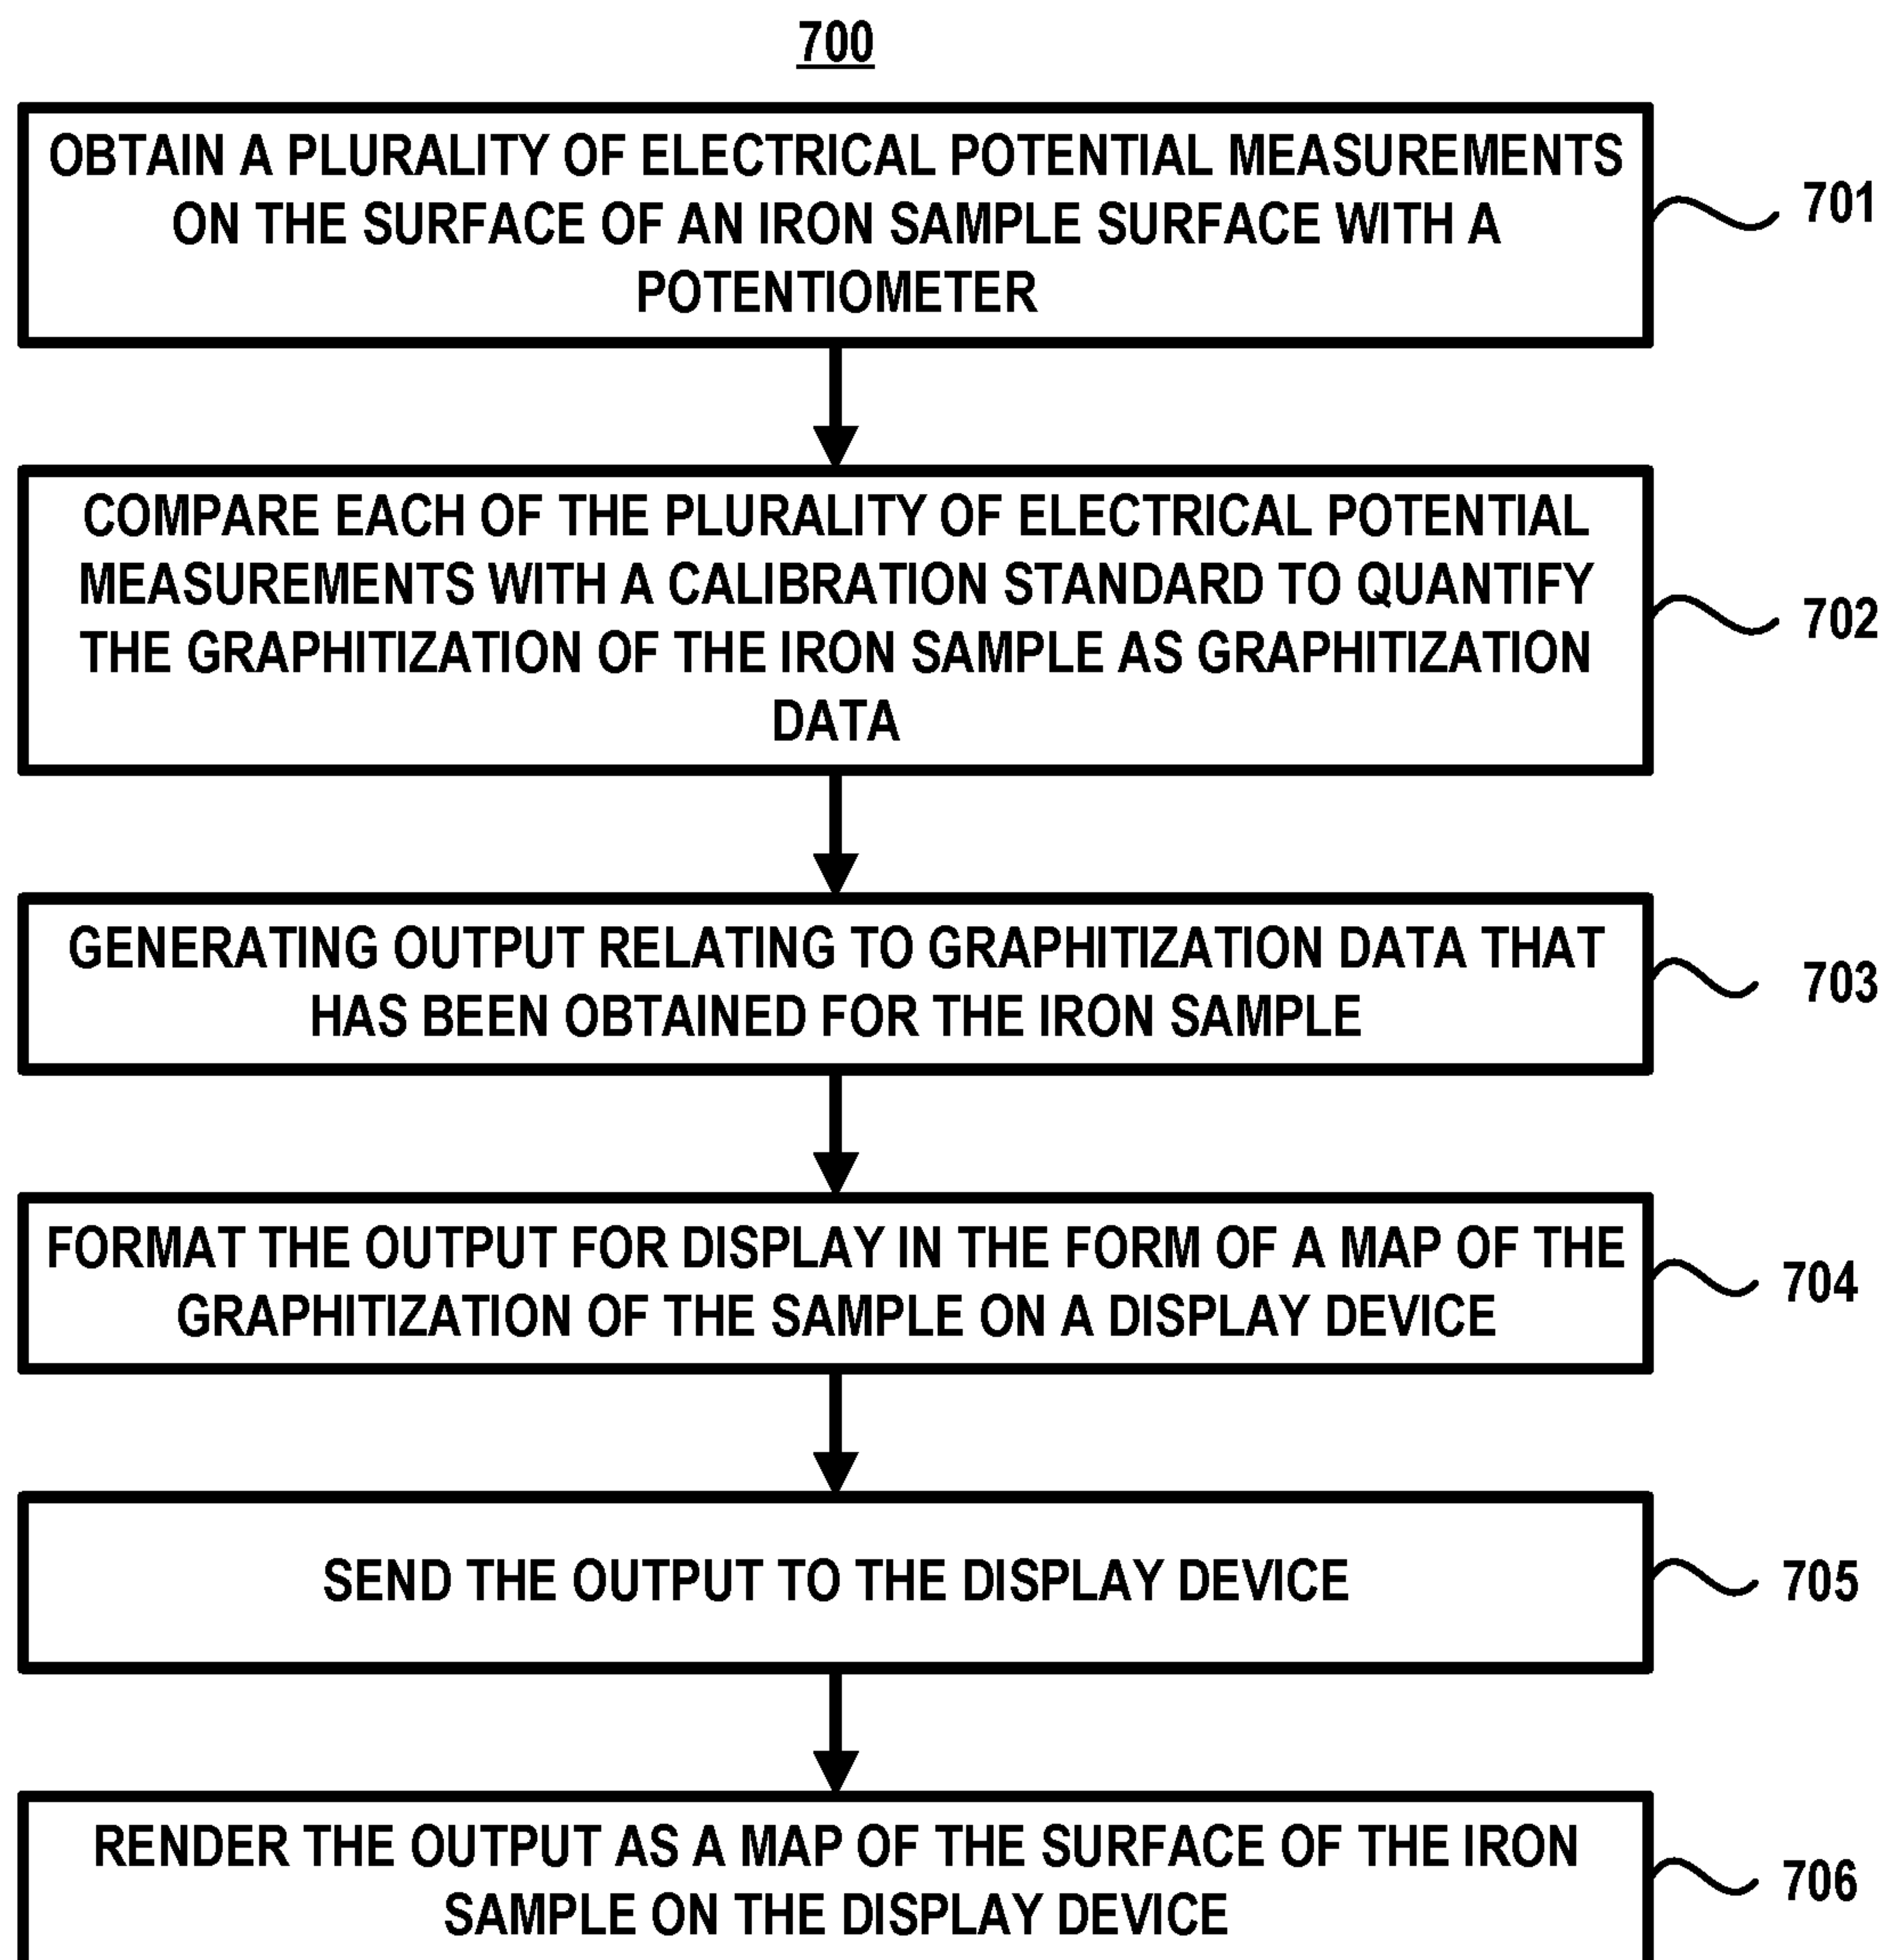 700
OBTAIN A PLURALITY OF ELECTRICAL POTENTIAL MEASUREMENTS
ON THE SURFACE OF AN IRON SAMPLE SURFACE WITH A
POTENTIOMETER
701
COMPARE EACH OF THE PLURALITY OF ELECTRICAL POTENTIAL
MEASUREMENTS WITH A CALIBRATION STANDARD TO QUANTIFY
THE GRAPHITIZATION OF THE IRON SAMPLE AS GRAPHITIZATION
DATA
702
GENERATING OUTPUT RELATING TO GRAPHITIZATION DATA THAT
HAS BEEN OBTAINED FOR THE IRON SAMPLE
703
FORMAT THE OUTPUT FOR DISPLAY IN THE FORM OF A MAP OF THE
GRAPHITIZATION OF THE SAMPLE ON A DISPLAY DEVICE
704
SEND THE OUTPUT TO THE DISPLAY DEVICE
705
RENDER THE OUTPUT AS A MAP OF THE SURFACE OF THE IRON
SAMPLE ON THE DISPLAY DEVICE
706